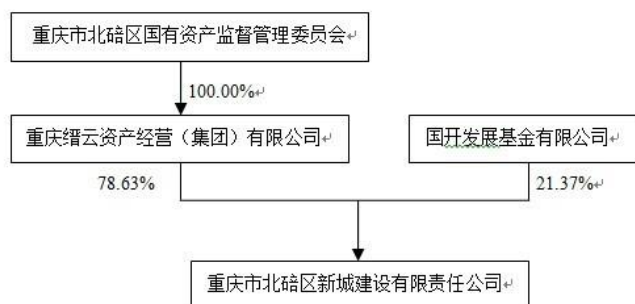 重庆市北碚区国有资产监督管理委员会
100.00%
重庆缙云资产经营（集团）有限公司
国开发展基金有限公司
78.63%
21.37%
重庆市北碚区新城建设有限责任公司